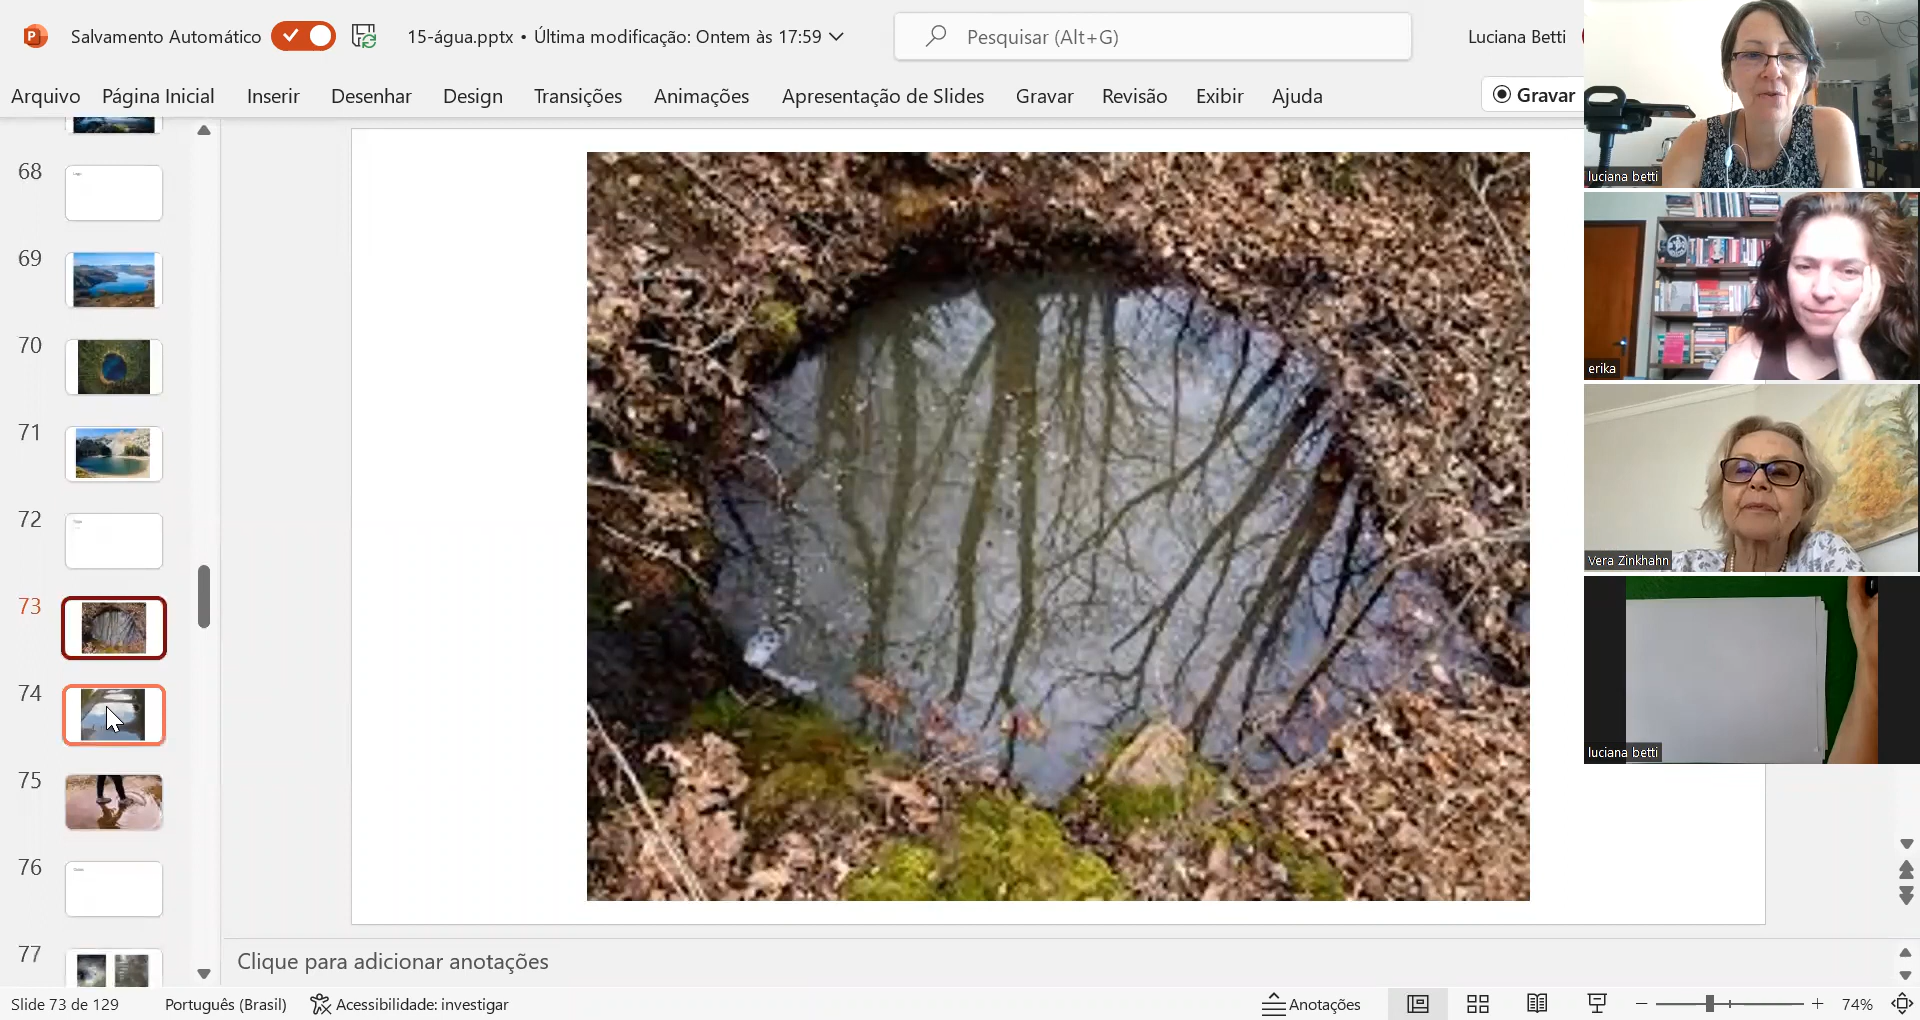 Salvamento Automático
15-água.pptx • Última modificação: Ontem às 17:59
Pesquisar (Alt+G)
Luciana Betti
Arquivo Página Inicial Inserir Desenhar Design Transições Animações Apresentação de Slides Gravar Revisão Exibir Ajuda
Gravar
68
69
70
71
72
73
74
75
76
77
luciana betti
erika
Vera Zinkhahn
luciana betti
Clique para adicionar anotações
Slide 73 de 129 Português (Brasil) Acessibilidade: investigar Anotações 74%